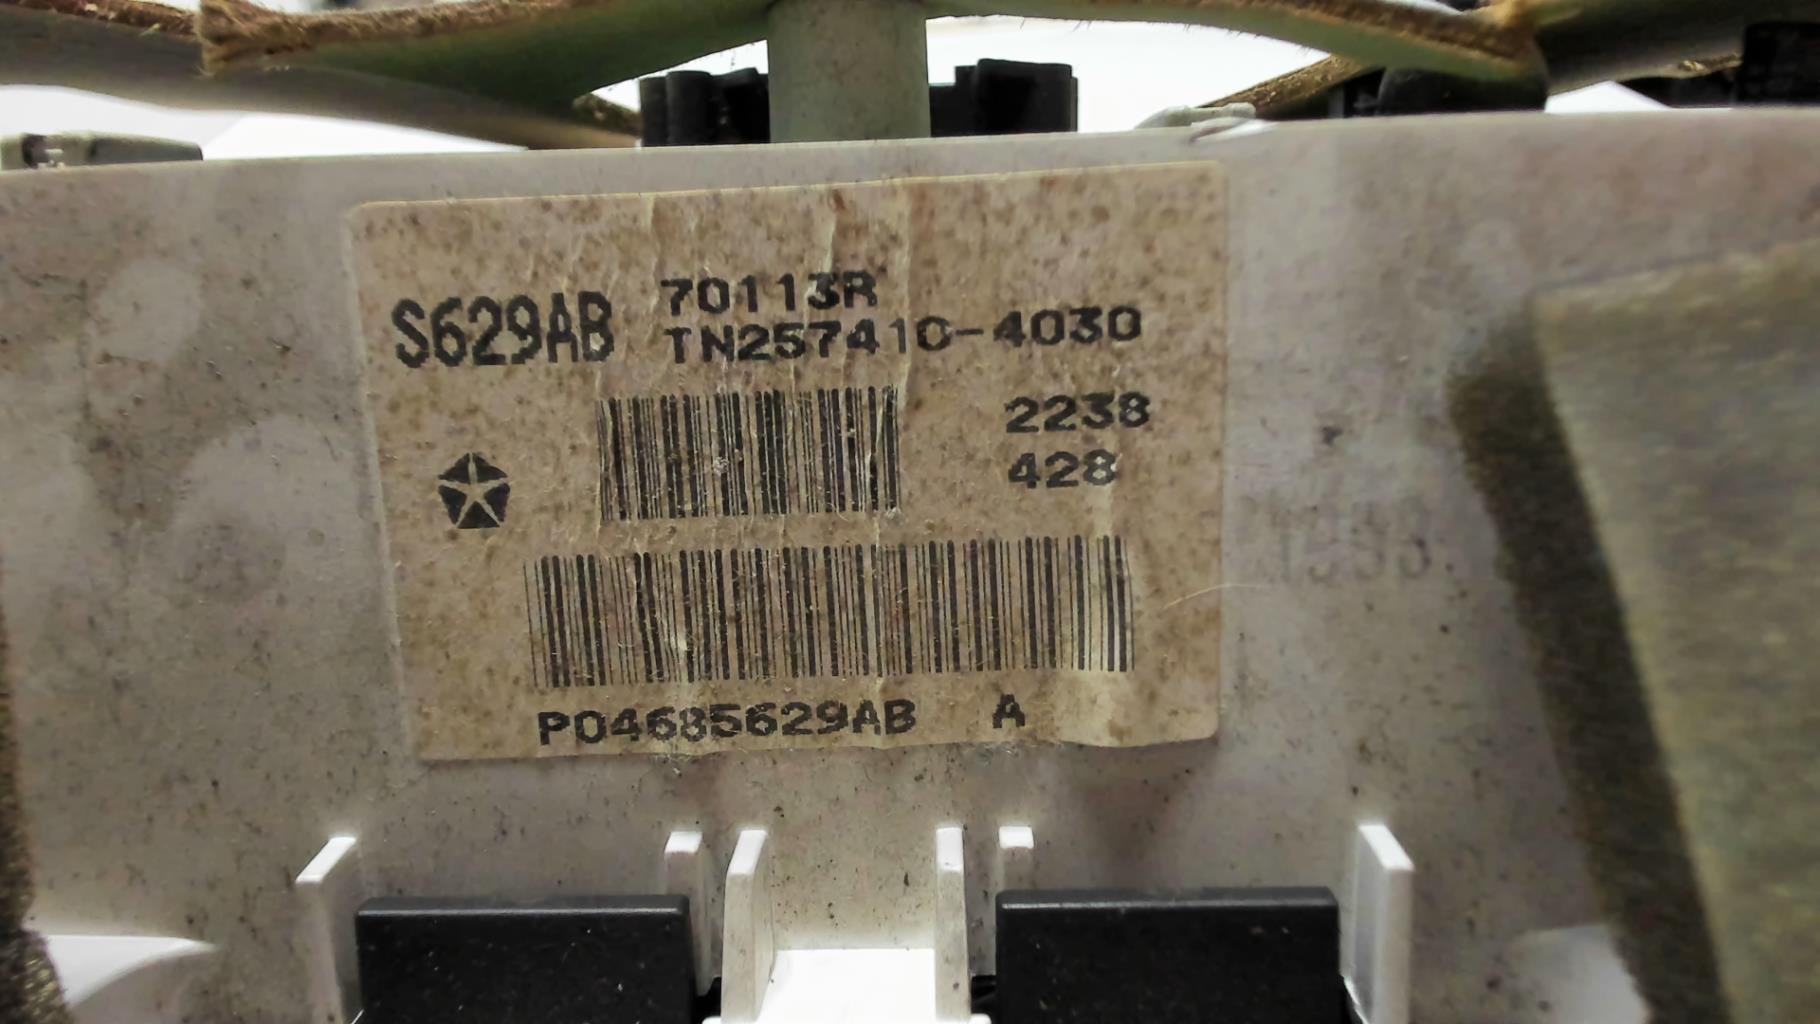 S629AB
70113R
TN257410-4030
2238
428
P04685629AB A